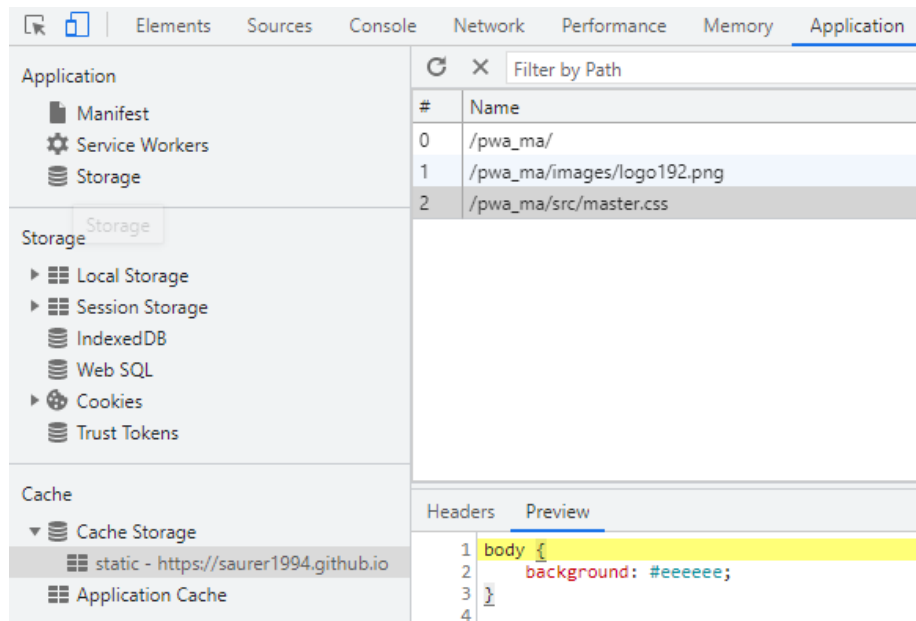 Elements Sources Console Network Performance Memory Application
Application
Manifest
Service Workers
Storage
Storage
Storage
Local Storage
Session Storage
IndexedDB
Web SQL
Cookies
Trust Tokens
Cache
Cache Storage
static - https://saurer1994.github.io
Application Cache
Filter by Path
# Name
0 /pwa_ma/
1 /pwa_ma/images/logo192.png
2 /pwa_ma/src/master.css
Headers Preview
1 body {
2 background: #eeeeee;
3 }
4